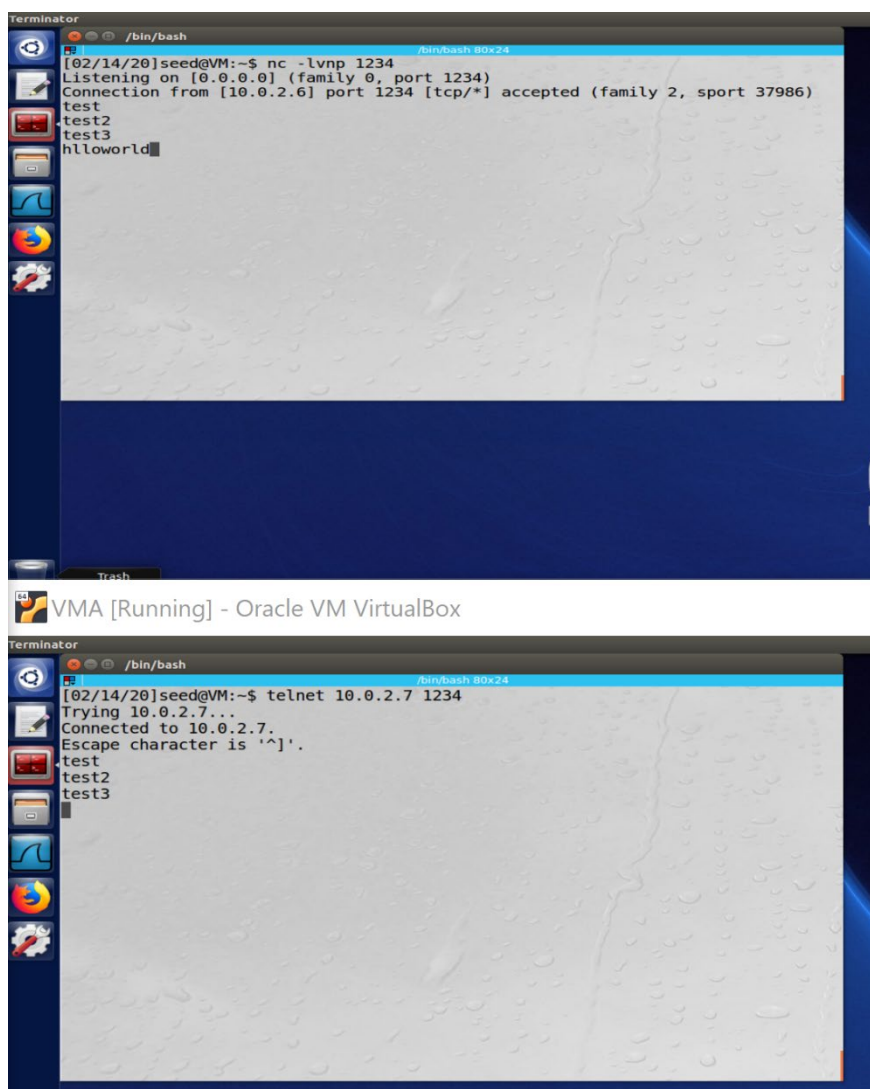 Terminator
/bin/bash
/bin/bash 80x24
[02/14/20]seed@VM:~$ nc -lvnp 1234
Listening on [0.0.0.0] (family 0, port 1234)
Connection from [10.0.2.6] port 1234 [tcp/*] accepted (family 2, sport 37986)
test
test2
test3
hlloworld
Trash
64
VMA [Running] - Oracle VM VirtualBox
Terminator
/bin/bash
/bin/bash 80x24
[02/14/20]seed@VM:~$ telnet 10.0.2.7 1234
Trying 10.0.2.7...
Connected to 10.0.2.7.
Escape character is '^]'.
test
test2
test3